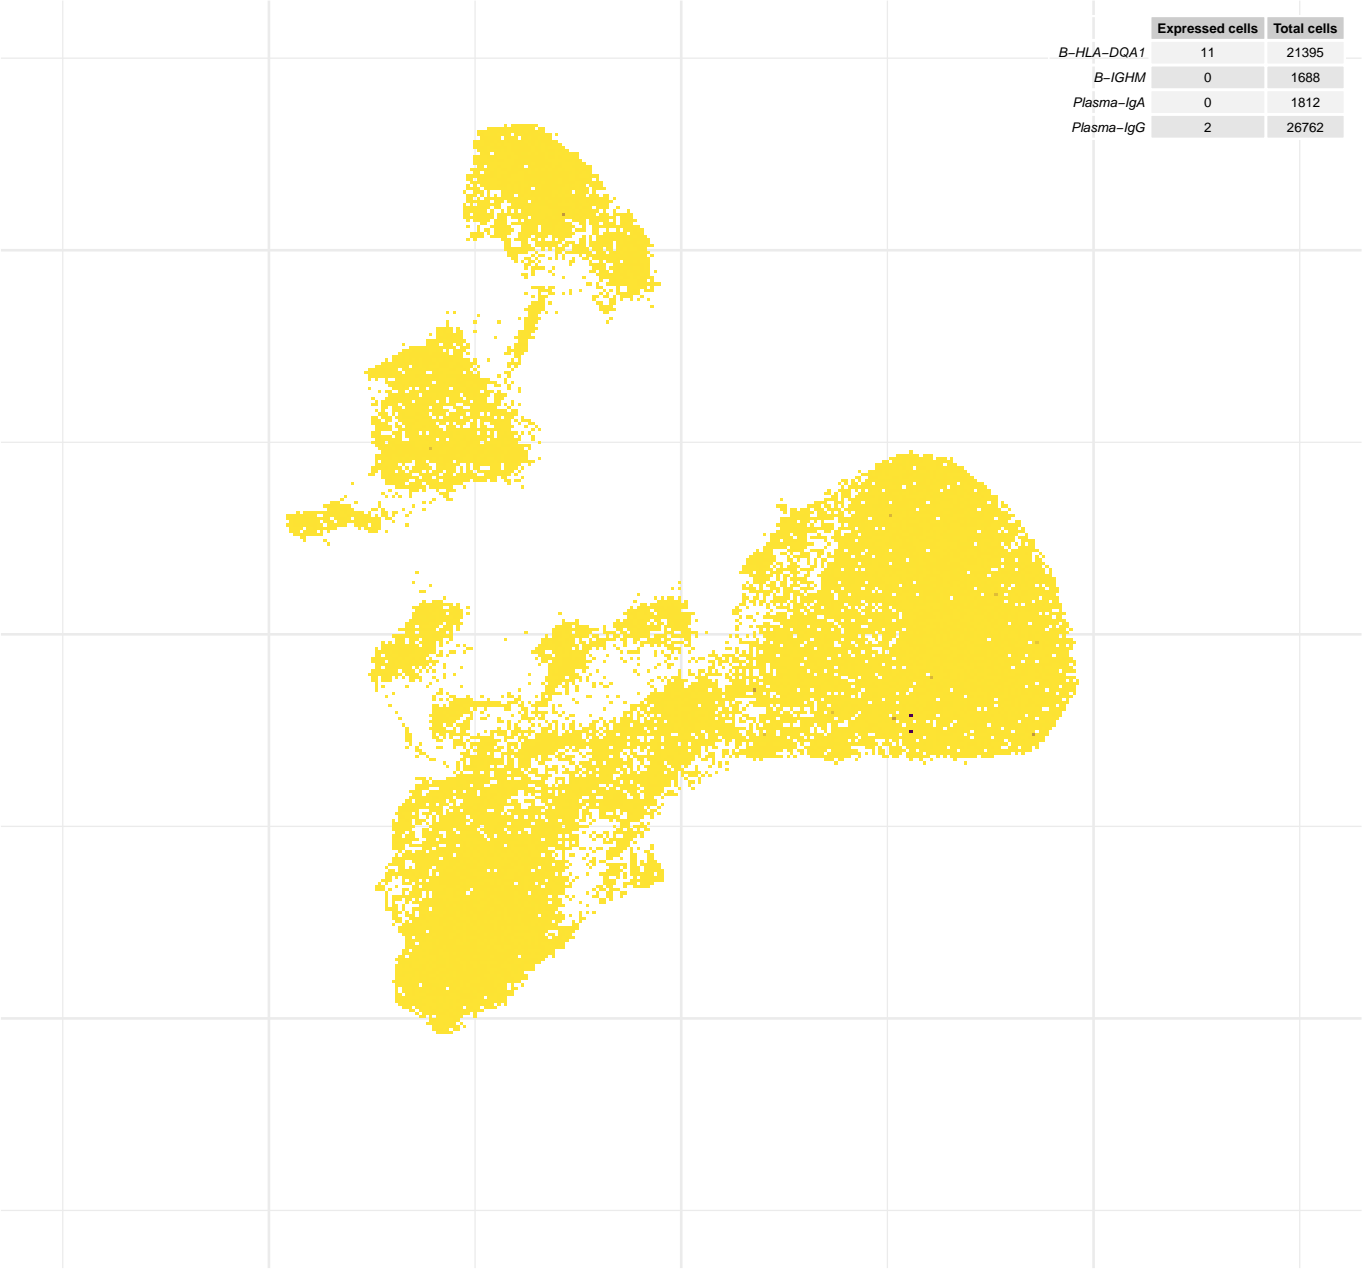 Expressed cells Total cells
B−HLA−DQA1 11 21395
B−IGHM 0 1688
Plasma−IgA 0 1812
Plasma−IgG 2 26762